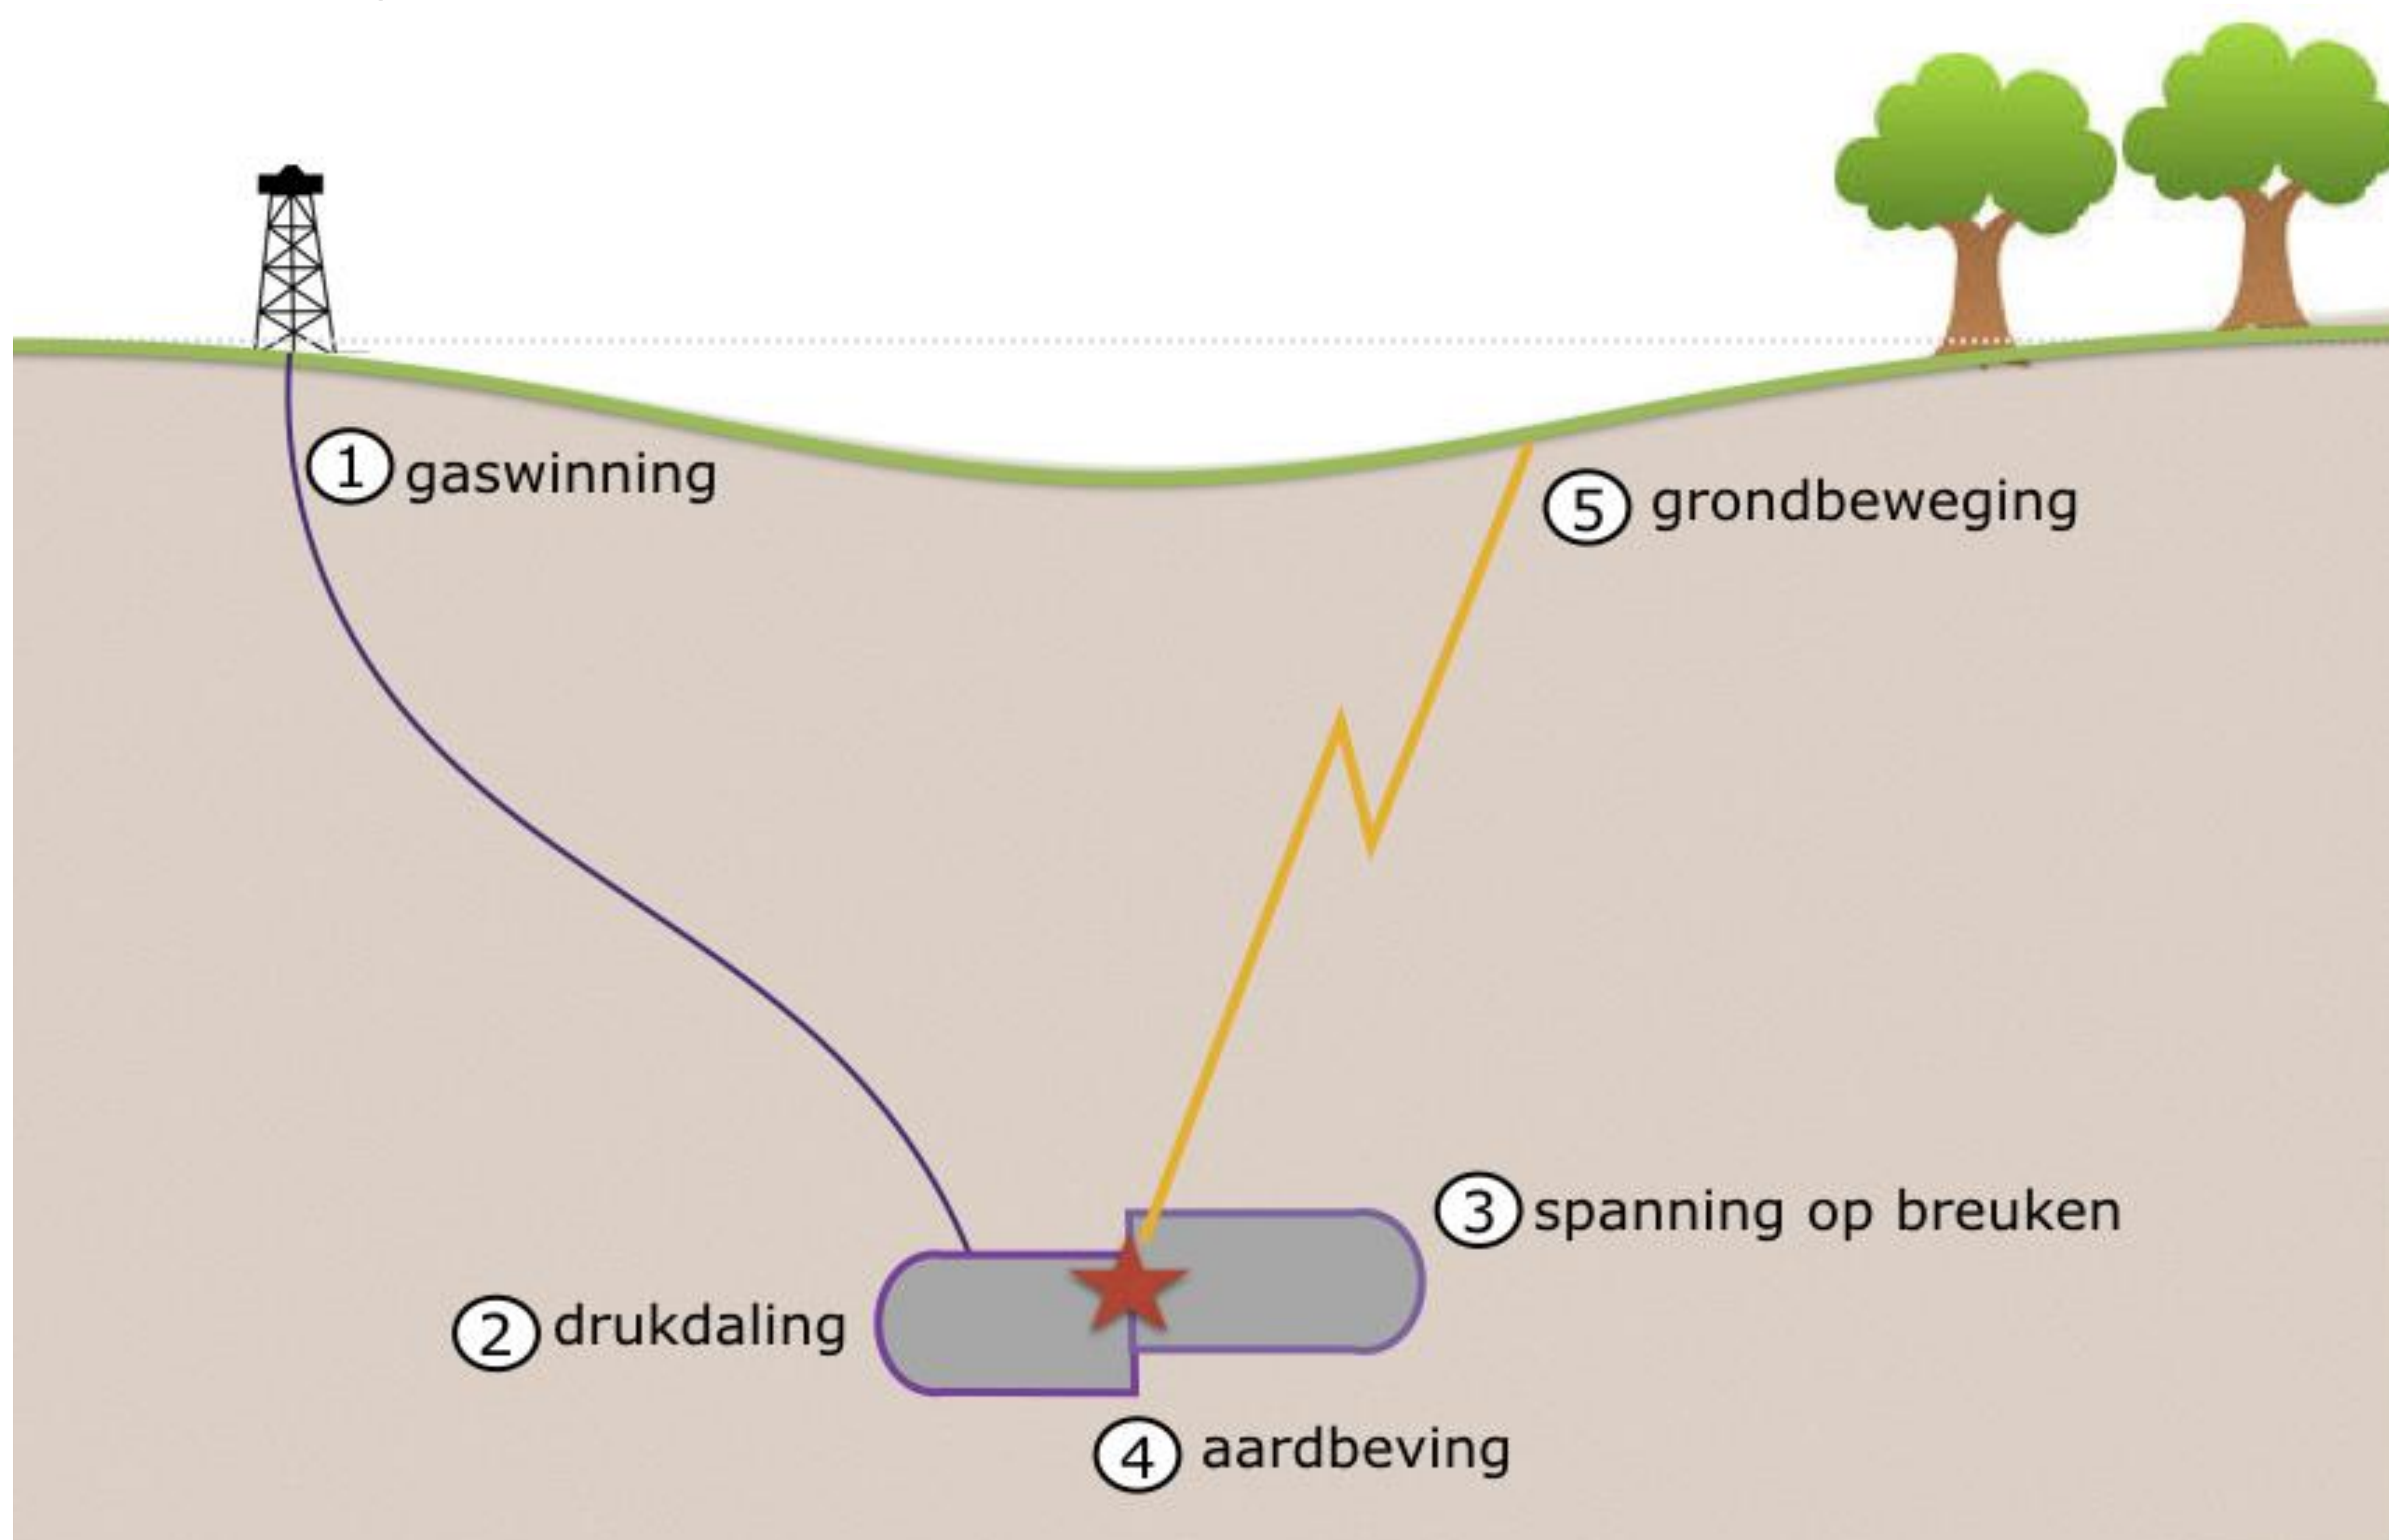 1 gaswinning
5 grondbeweging
3 spanning op breuken
2 drukdaling
4 aardbeving